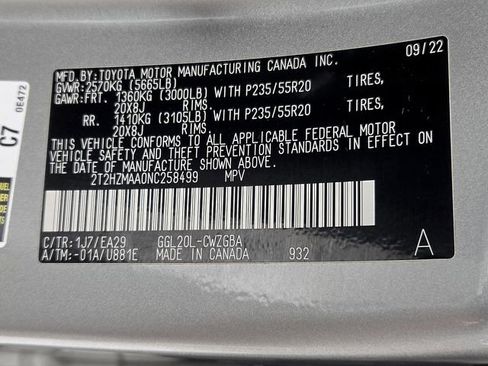 MFD.BY:TOYOTA MOTOR MANUFACTURING CANADA INC. 09/22
GVWR:2570KG (5665LB)
GAWR:FRT. 1360KG (3000LB)WITH P235/55R20 TIRES,
20X8J RIMS.
RR. 1410KG (3105LB)WITH P235/55R20 TIRES,
20X8J RIMS.
THIS VEHICLE CONFORMS TO ALL APPLICABLE FEDERAL MOTOR
VEHICLE SAFETY AND BUMPER STANDARDS IN EFFECT ON
THE DATE OF MANUFACTURE SHOWN ABOVE.
2T2HZMAA0NC258499 MPV
C/TR:1J7/EA29 GGL20L-CWZGBA
A/TM:-01A/U881E MADE IN CANADA 932
A
C7
0E472